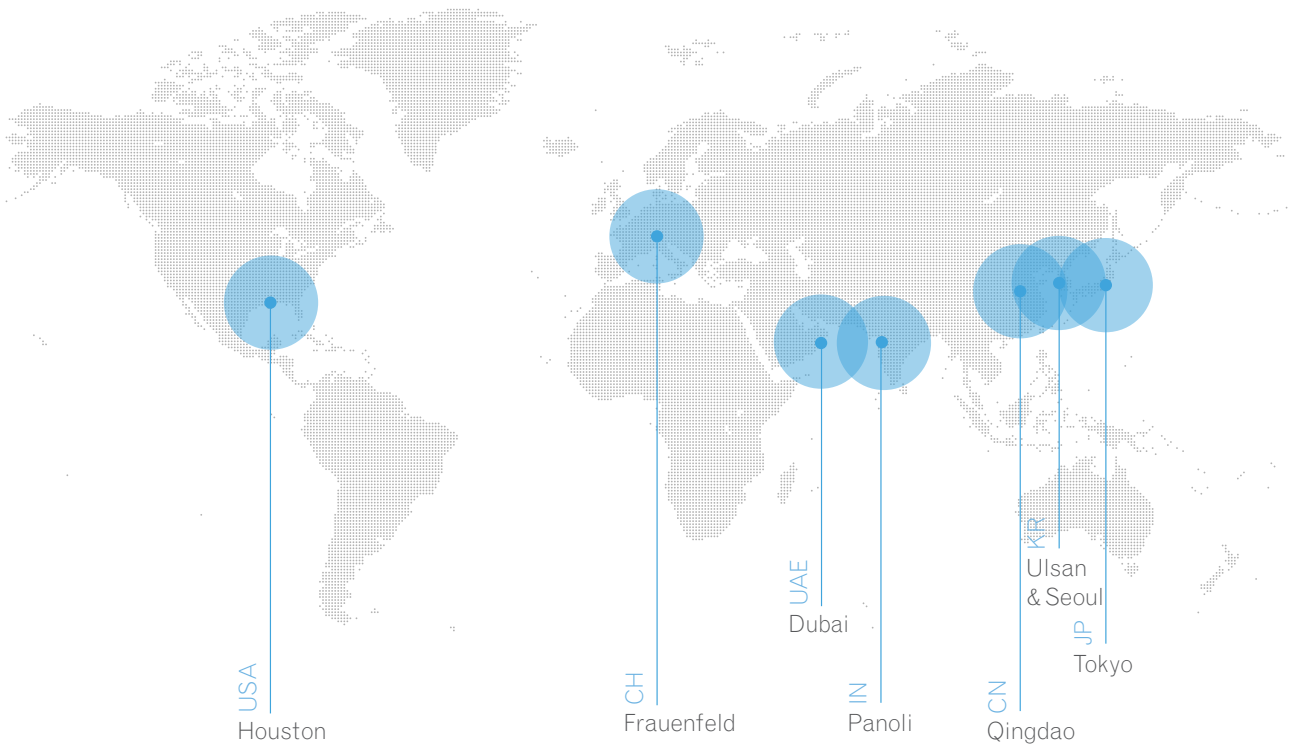 USA
Houston
CH
Frauenfeld
UAE
Dubai
IN
Panoli
CN
Qingdao
KR
Ulsan
& Seoul
JP
Tokyo